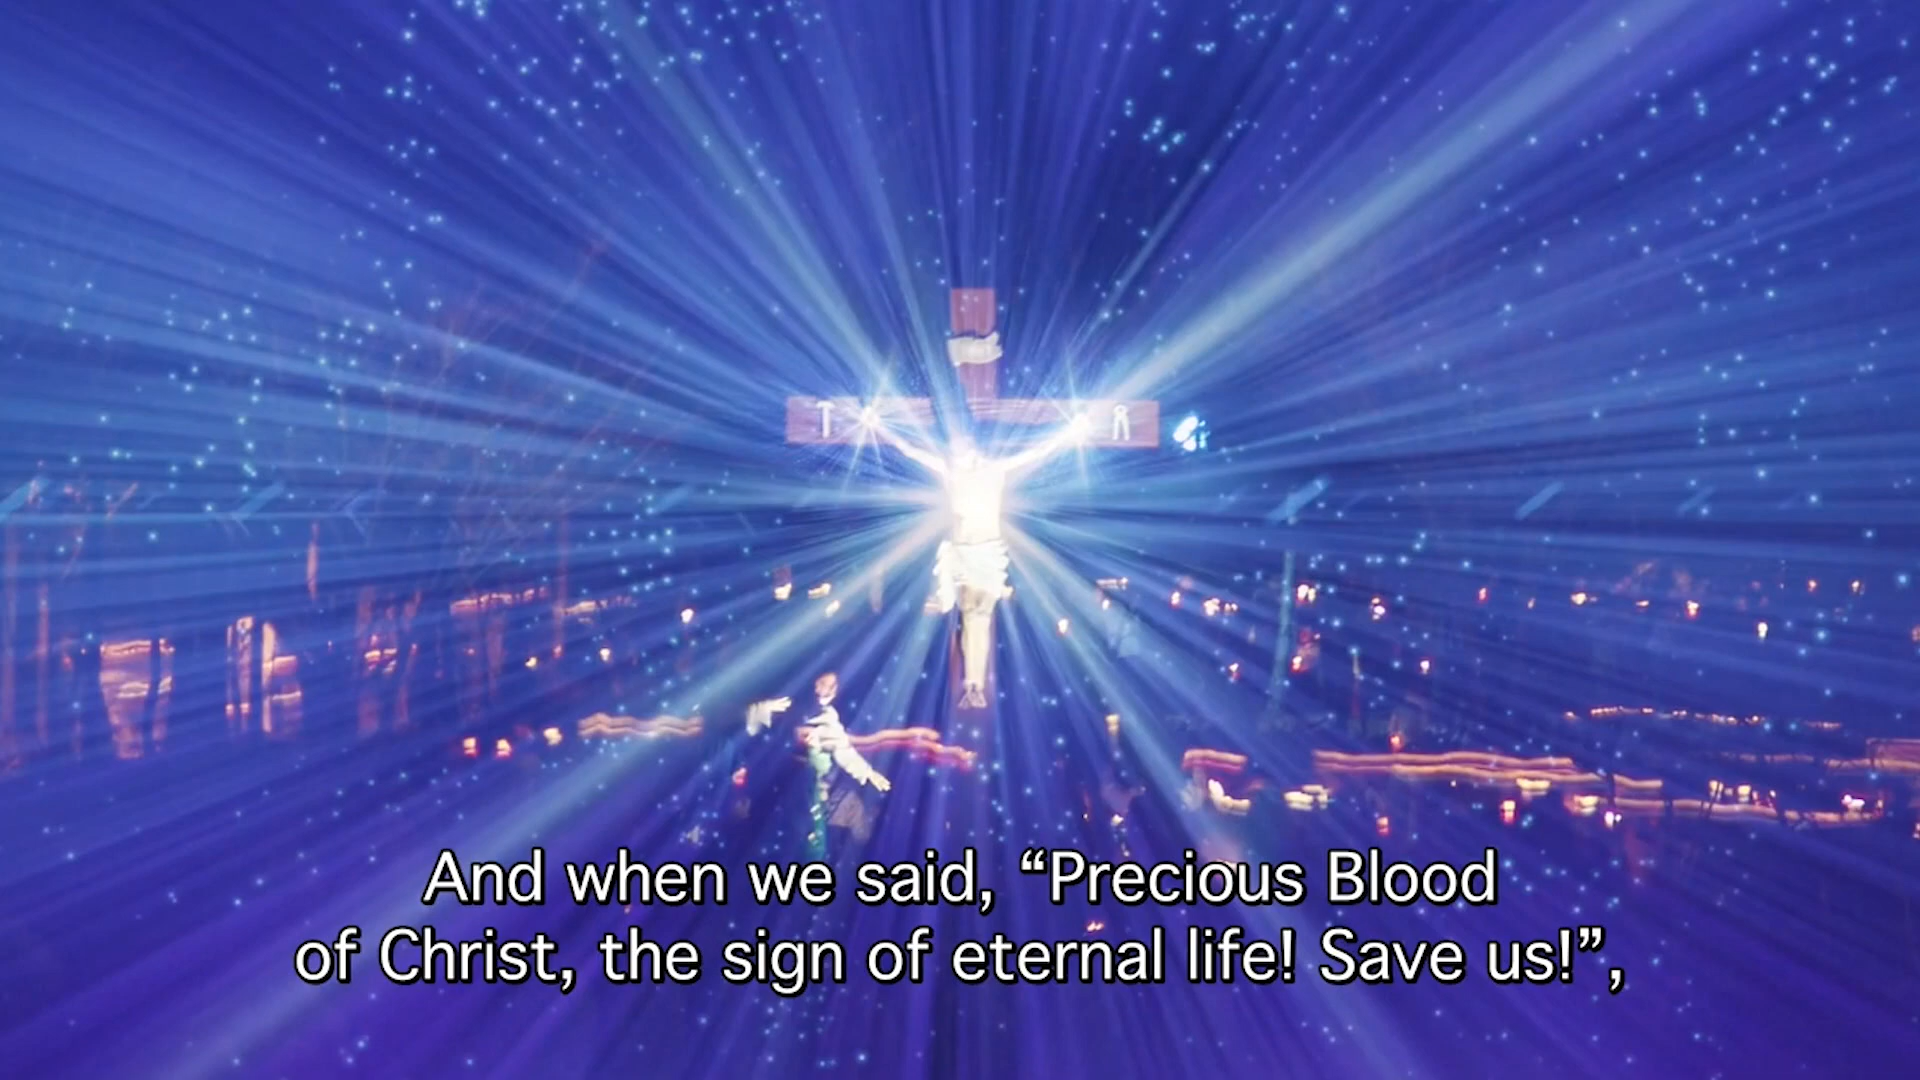 And when we said, “Precious Blood
of Christ, the sign of eternal life! Save us!”,